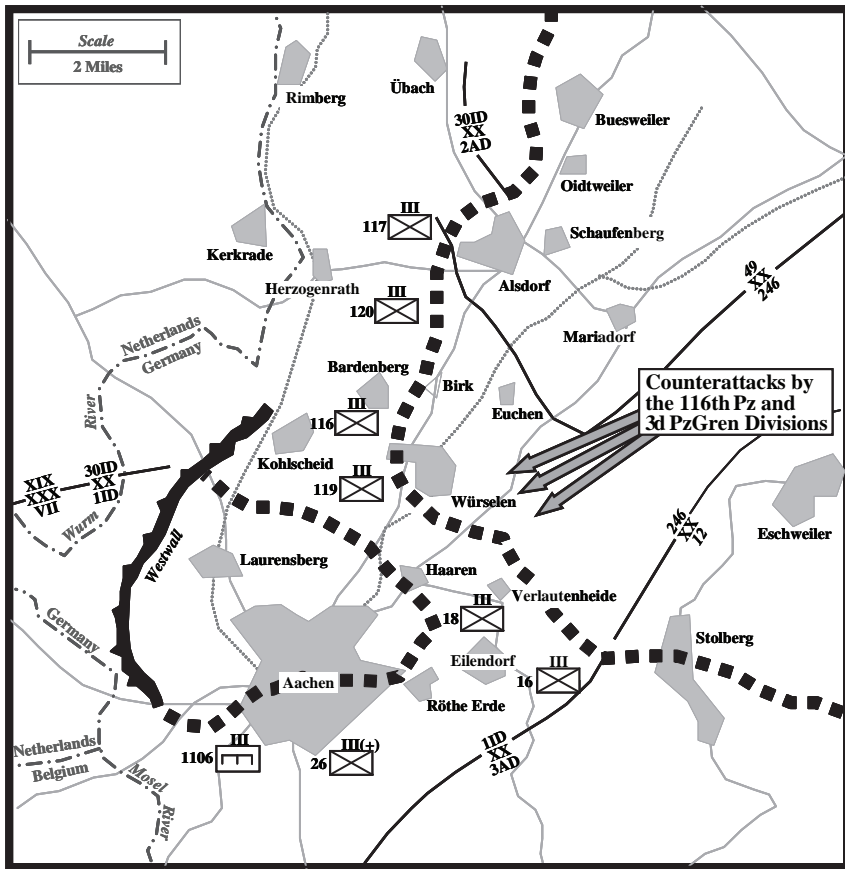 Scale
2 Miles
Rimberg
Übach
30ID
XX
2AD
Buesweiler
Oidtweiler
III
117
Schaufenberg
Kerkrade
Herzogenrath
Alsdorf
49
XX
246
III
120
Mariadorf
Netherlands
Germany
Bardenberg
Birk
Euchen
Counterattacks by
the 116th Pz and
3d PzGren Divisions
River
III
116
Kohlscheid
III
119
Würselen
XIX
XXX
VII
30ID
XX
1ID
Wurm
Westwall
246
XX
12
Eschweiler
Laurensberg
Haaren
Verlautenheide
III
18
Germany
Stolberg
Eilendorf
III
16
Aachen
Röthe Erde
III
1106
III(+)
26
1ID
XX
3AD
Netherlands
Belgium
Mosel
River